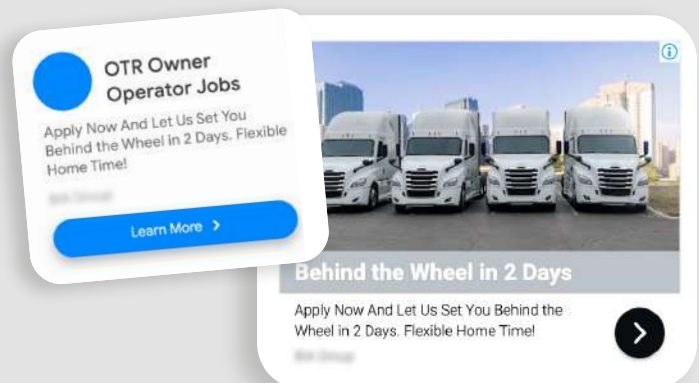 OTR Owner
Operator Jobs
Apply Now And Let Us Set You
Behind the Wheel in 2 Days. Flexible
Home Time!
Learn More
Behind the Wheel in 2 Days
Apply Now And Let Us Set You Behind the
Wheel in 2 Days. Flexible Home Time!